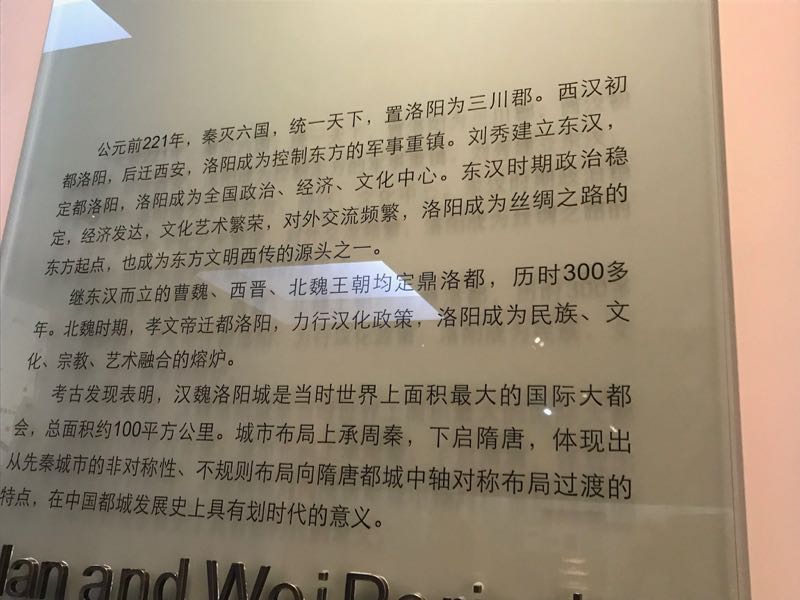 公元前221年，秦灭六国，统一天下，置洛阳为三川郡。西汉初
都洛阳，后迁西安，洛阳成为控制东方的军事重镇。刘秀建立东汉，
定都洛阳，洛阳成为全国政治、经济、文化中心。东汉时期政治稳
定，经济发达，文化艺术繁荣，对外交流频繁，洛阳成为丝绸之路的
东方起点，也成为东方文明西传的源头之一。
继东汉而立的曹魏、西晋、北魏王朝均定鼎洛都，历时300多
年。北魏时期，孝文帝迁都洛阳，力行汉化政策，洛阳成为民族、文
化、宗教、艺术融合的熔炉。
考古发现表明，汉魏洛阳城是当时世界上面积最大的国际大都
会，总面积约100平方公里。城市布局上承周秦，下启隋唐，体现出
从先秦城市的非对称性、不规则布局向隋唐都城中轴对称布局过渡的
特点，在中国都城发展史上具有划时代的意义。
and Wei